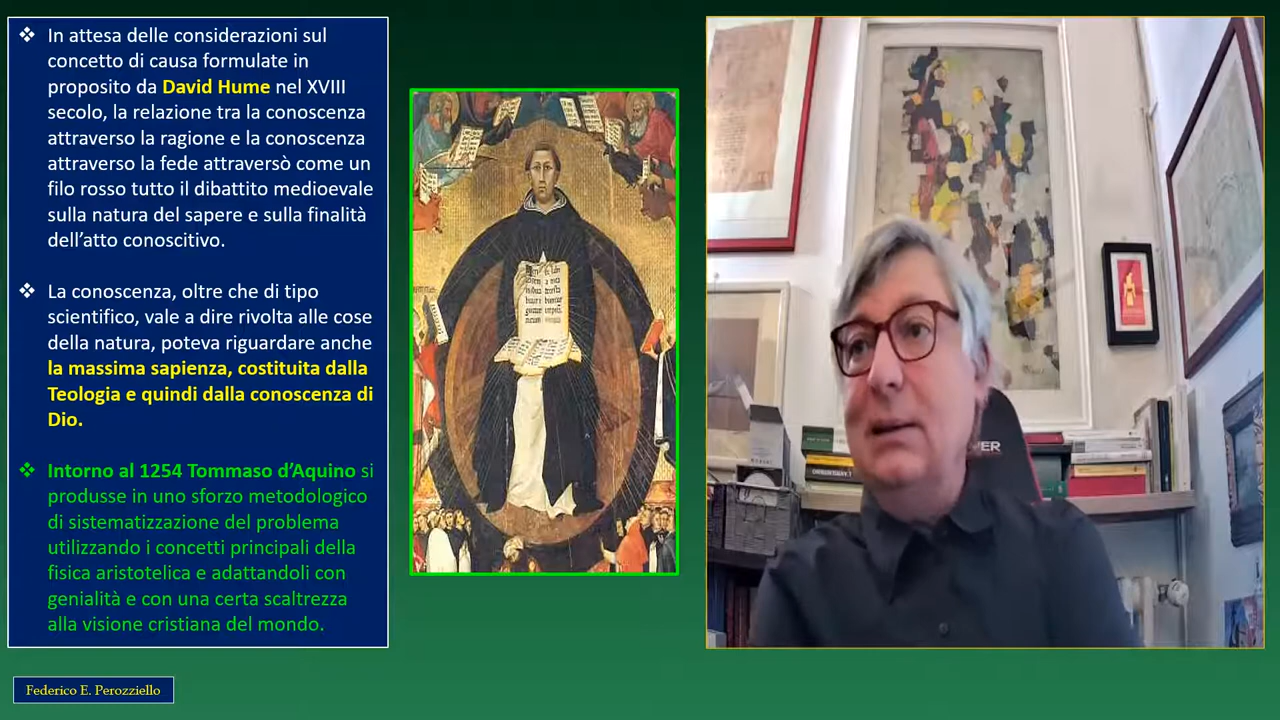 ❖ In attesa delle considerazioni sul
concetto di causa formulate in
proposito da David Hume nel XVIII
secolo, la relazione tra la conoscenza
attraverso la ragione e la conoscenza
attraverso la fede attraversò come un
filo rosso tutto il dibattito medioevale
sulla natura del sapere e sulla finalità
dell’atto conoscitivo.
❖ La conoscenza, oltre che di tipo
scientifico, vale a dire rivolta alle cose
della natura, poteva riguardare anche
la massima sapienza, costituita dalla
Teologia e quindi dalla conoscenza di
Dio.
❖ Intorno al 1254 Tommaso d’Aquino si
produsse in uno sforzo metodologico
di sistematizzazione del problema
utilizzando i concetti principali della
fisica aristotelica e adattandoli con
genialità e con una certa scaltrezza
alla visione cristiana del mondo.
Federico E. Perozziello